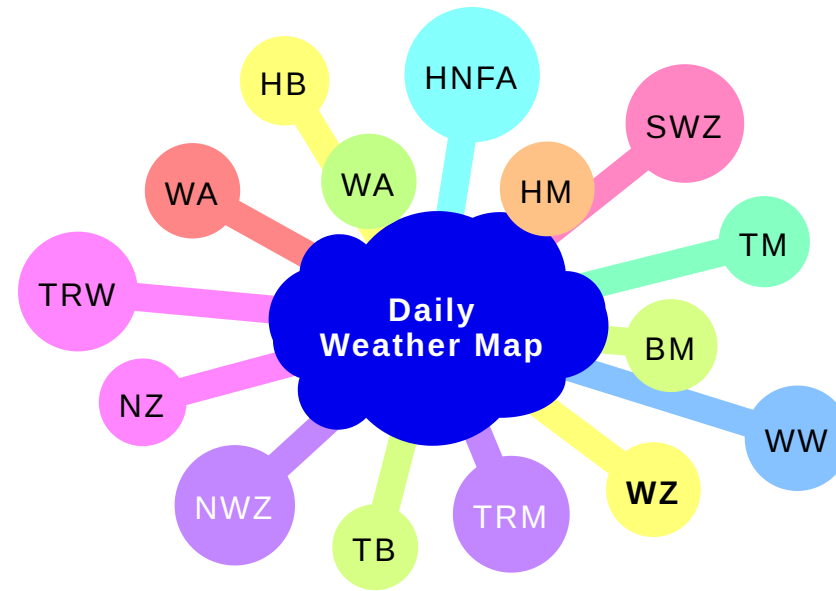 HNFA
HB
SWZ
WA
WA
HM
TM
TRW
Daily
Weather Map
BM
NZ
WW
WZ
NWZ
TRM
TB